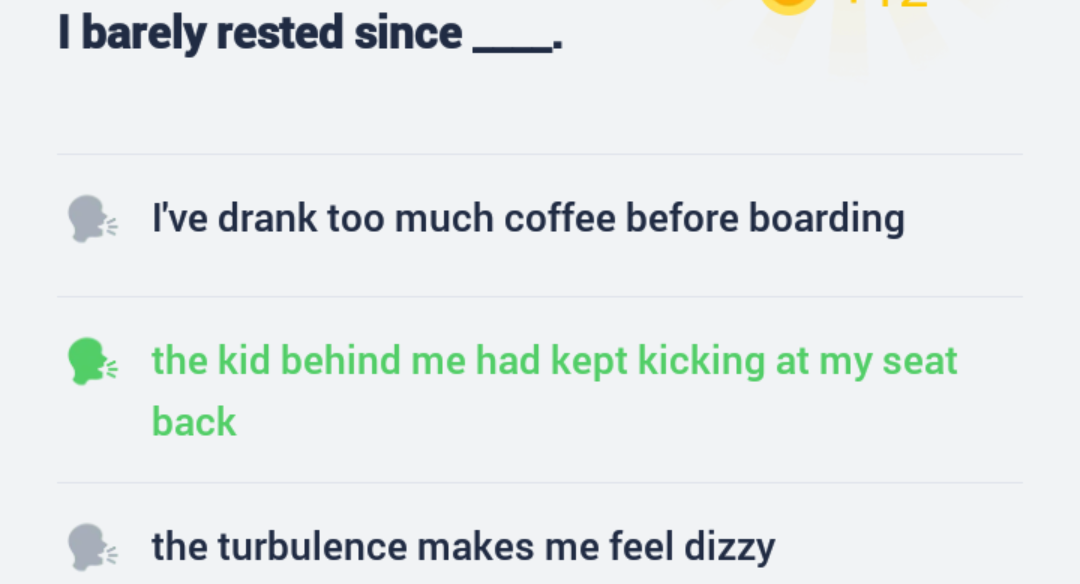 I barely rested since ____.
I've drank too much coffee before boarding
the kid behind me had kept kicking at my seat
back
the turbulence makes me feel dizzy